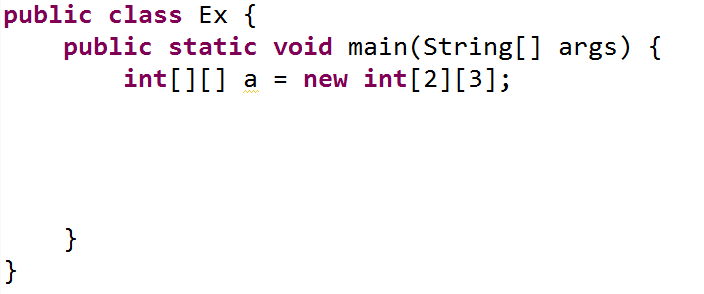 public class Ex {
    public static void main(String[] args) {
        int[][] a = new int[2][3];
    }
}